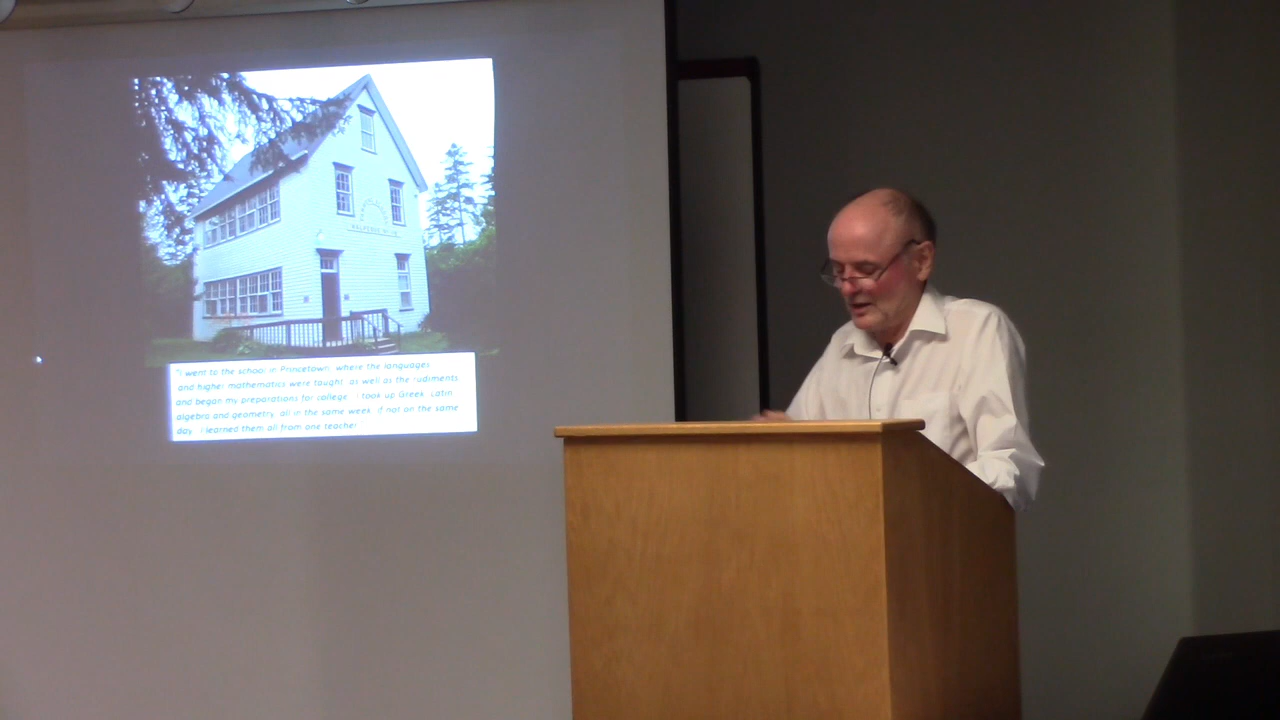 MALPEQUE
"I went to the school in Princetown, where the languages
and higher mathematics were taught, as well as the rudiments
and began my preparations for college. I took up Greek, Latin
algebra and geometry, all in the same week, if not on the same
day. I learned them all from one teacher